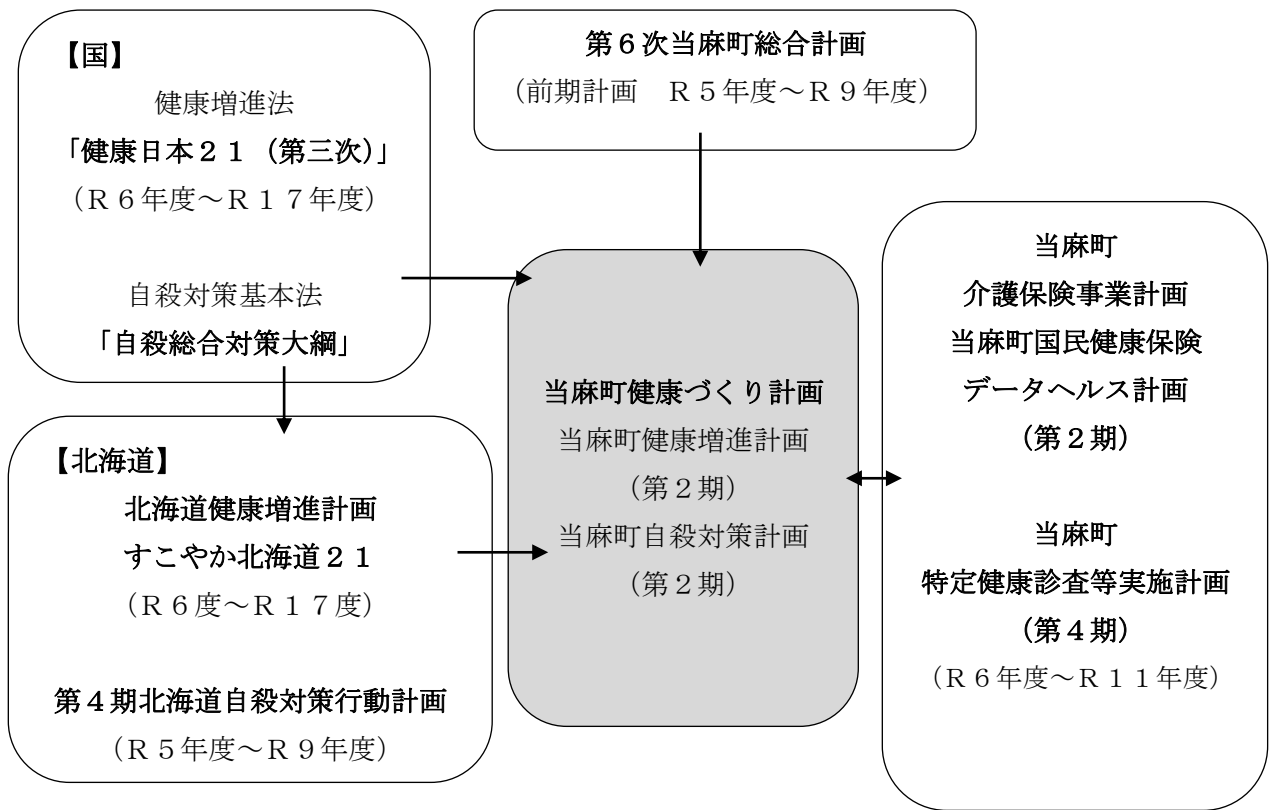 【国】
健康増進法
「健康日本２１（第三次）」
（Ｒ６年度～Ｒ１７年度）
自殺対策基本法
「自殺総合対策大綱」
第６次当麻町総合計画
（前期計画　Ｒ５年度～Ｒ９年度）
【北海道】
北海道健康増進計画
すこやか北海道２１
（Ｒ６度～Ｒ１７度）
第４期北海道自殺対策行動計画
（Ｒ５年度～Ｒ９年度）
当麻町健康づくり計画
当麻町健康増進計画
（第２期）
当麻町自殺対策計画
（第２期）
当麻町
介護保険事業計画
当麻町国民健康保険
データヘルス計画
（第２期）
当麻町
特定健康診査等実施計画
（第４期）
（Ｒ６年度～Ｒ１１年度）